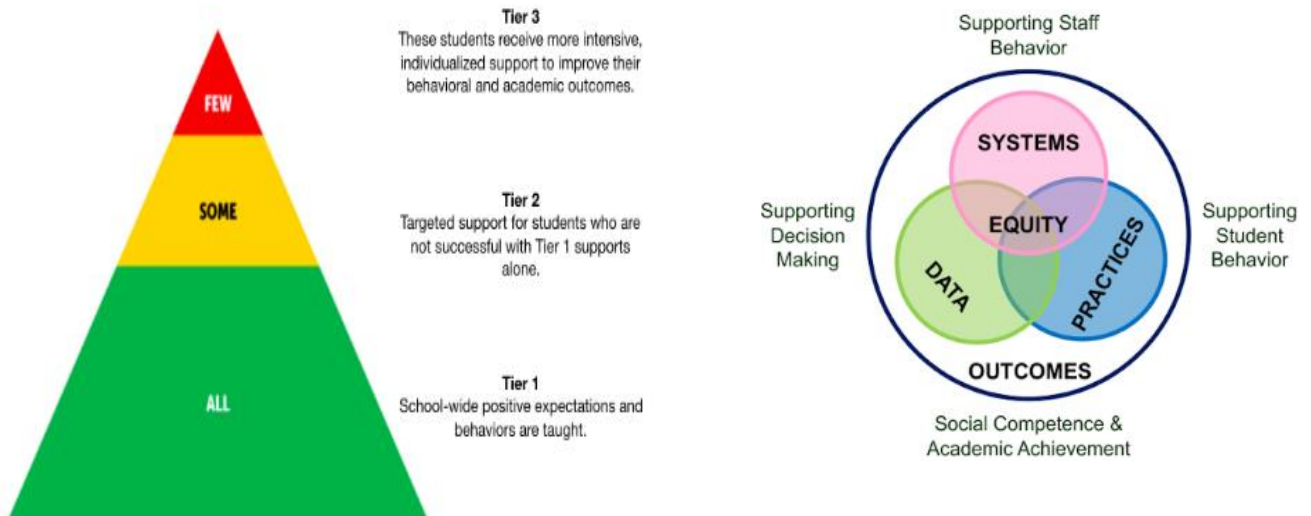 Tier 3
These students receive more intensive,
individualized support to improve their
behavioral and academic outcomes.
FEW
Tier 2
Targeted support for students who are
not successful with Tier 1 supports
alone.
SOME
Tier 1
School-wide positive expectations and
behaviors are taught.
ALL
Supporting Staff
Behavior
SYSTEMS
Supporting
Decision
Making
EQUITY
Supporting
Student
Behavior
DATA
PRACTICES
OUTCOMES
Social Competence &
Academic Achievement